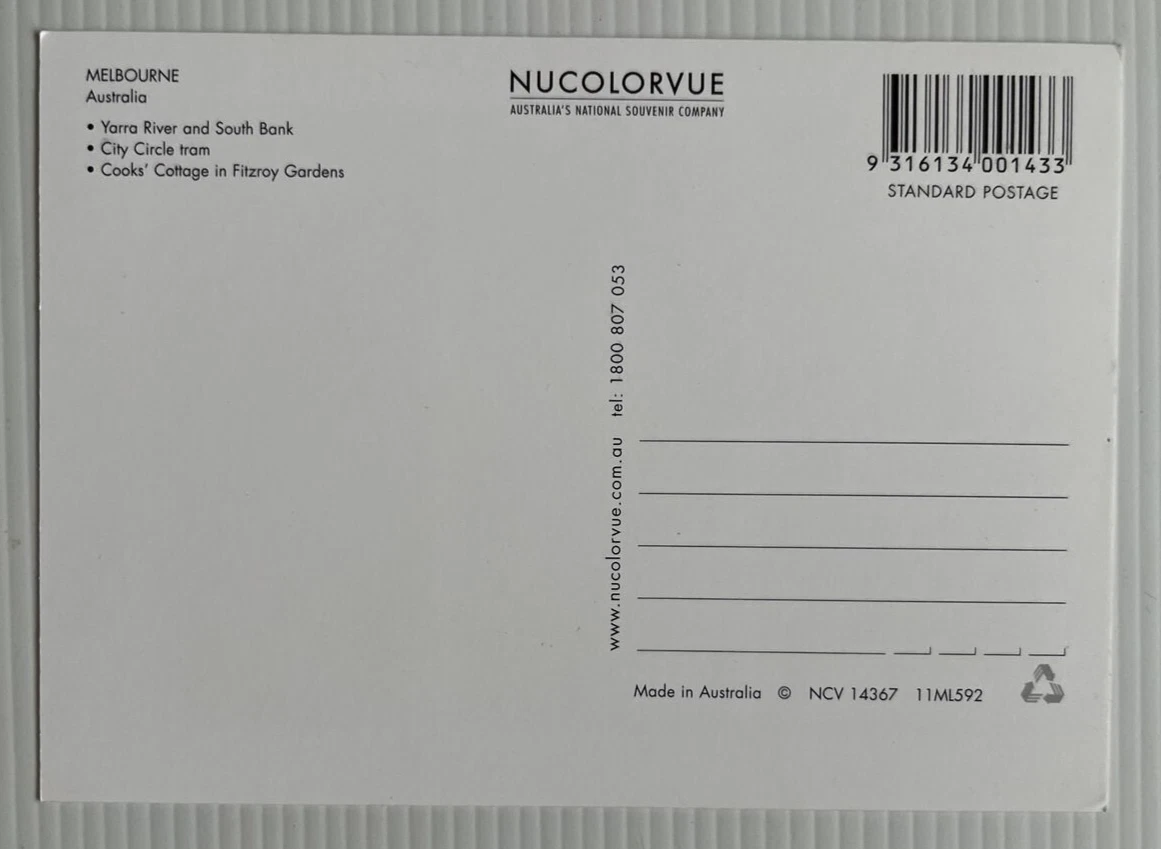 MELBOURNE
Australia
• Yarra River and South Bank
• City Circle tram
• Cooks' Cottage in Fitzroy Gardens
NUCOLORVUE
AUSTRALIA'S NATIONAL SOUVENIR COMPANY
9 316134 001433
STANDARD POSTAGE
www.nucolorvue.com.au tel: 1800 807 053
Made in Australia © NCV 14367 11ML592